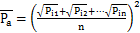 P̅a̅ = ( (√Pi1 + √Pi2 + ⋯ √Pin) / n )²